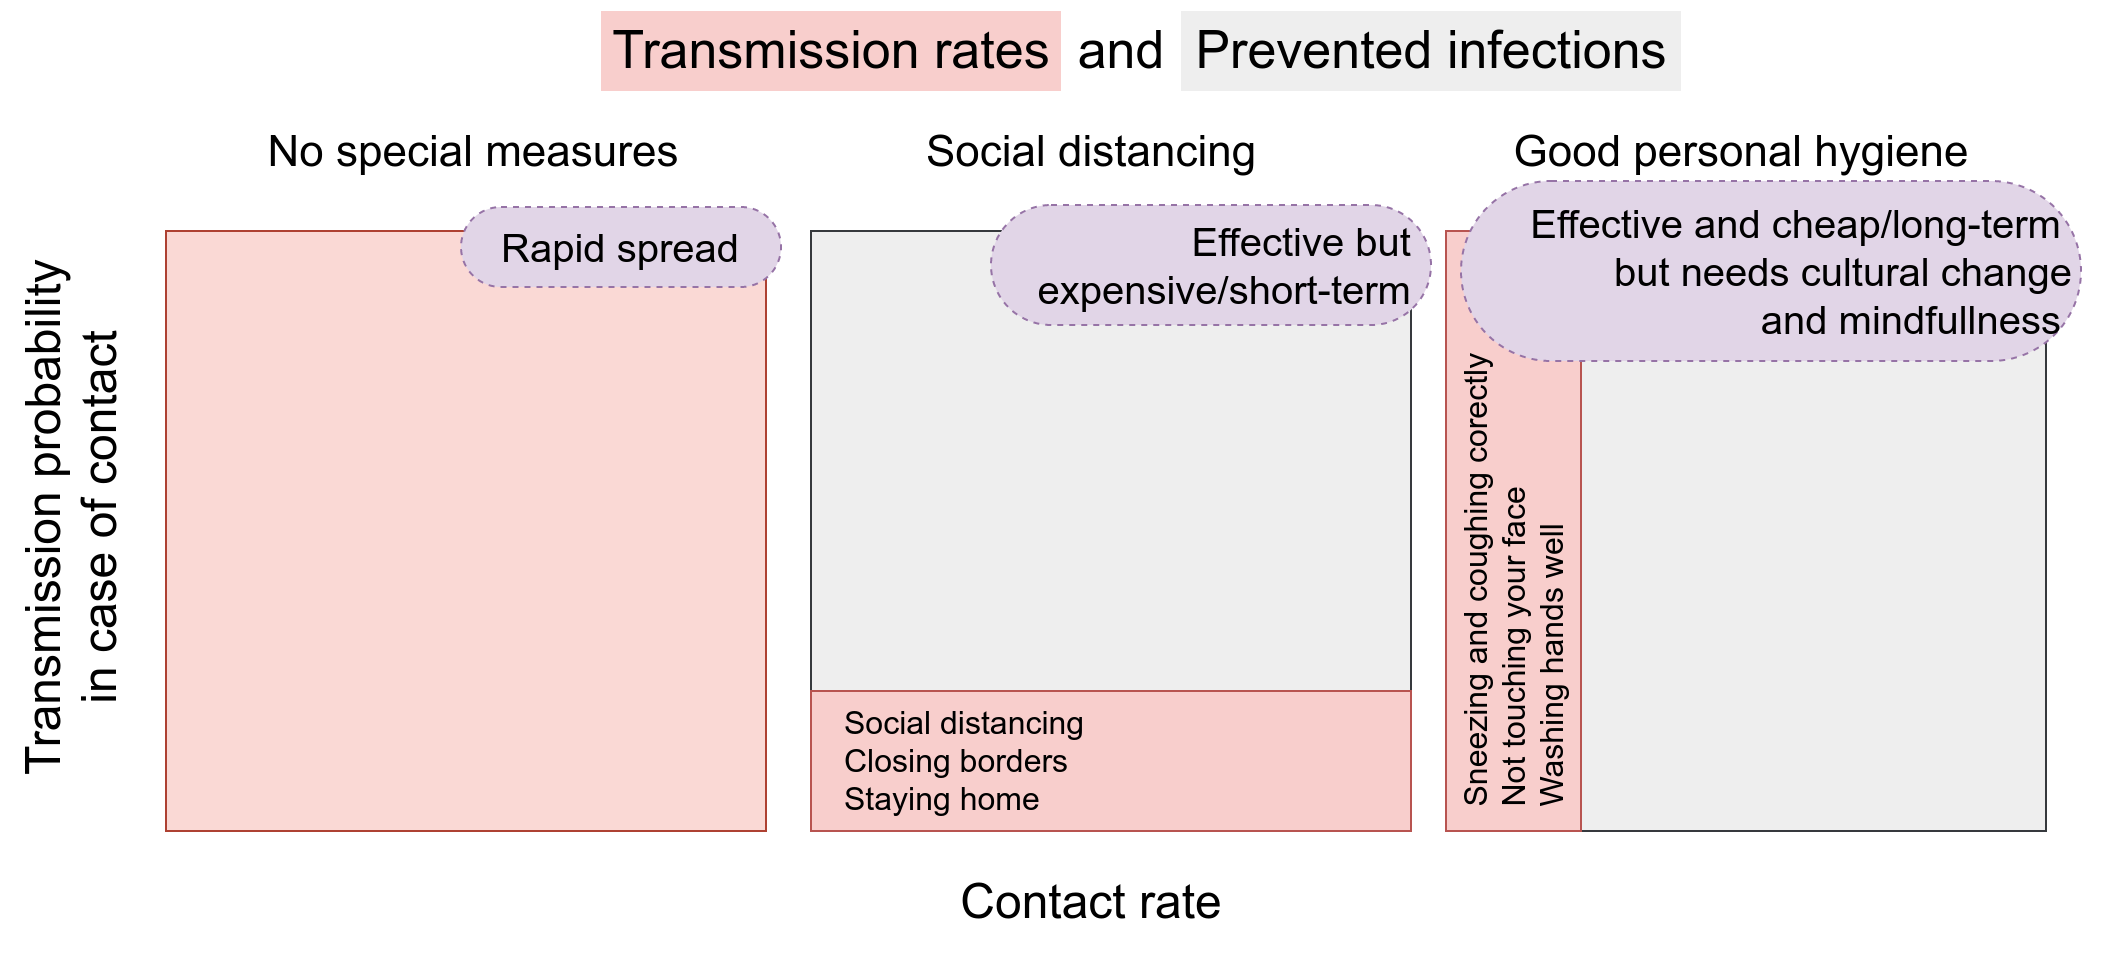 Transmission rates and Prevented infections
No special measures
Social distancing
Good personal hygiene
Transmission probability
in case of contact
Rapid spread
Effective but
expensive/short-term
Social distancing
Closing borders
Staying home
Effective and cheap/long-term
but needs cultural change
and mindfullness
Sneezing and coughing corectly
Not touching your face
Washing hands well
Contact rate